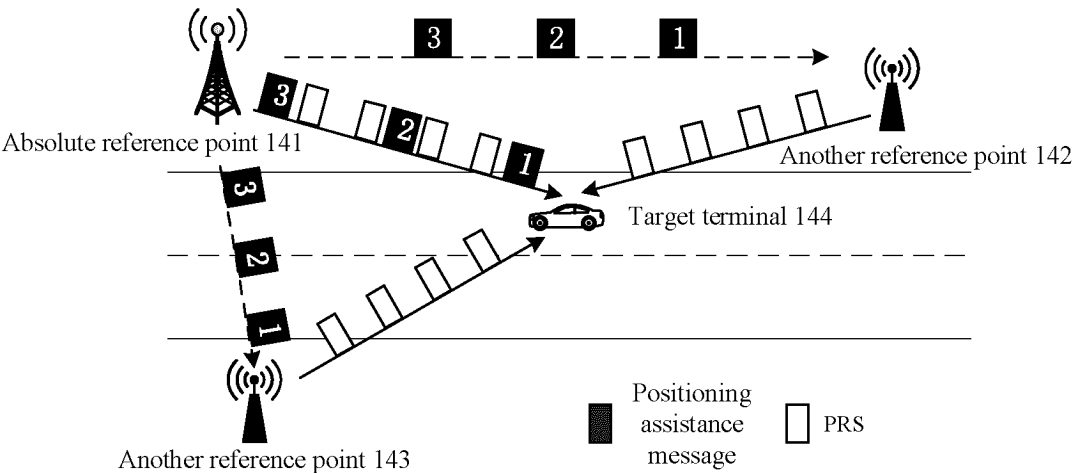 3 2 1
3 2 1
Absolute reference point 141
Another reference point 142
3
Target terminal 144
2
1
Positioning
assistance
message
PRS
Another reference point 143